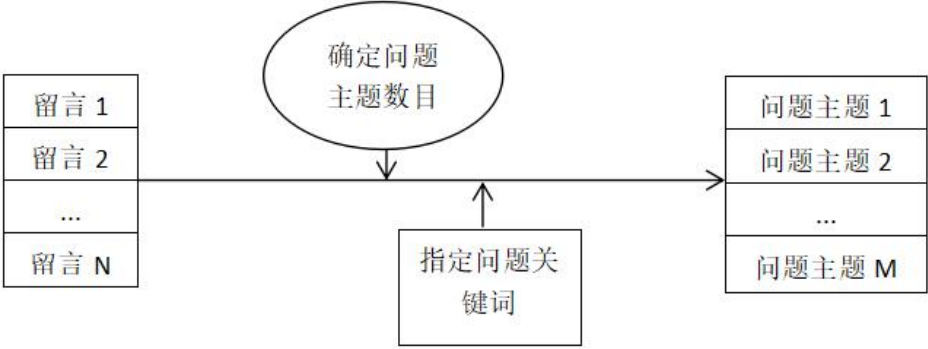 确定问题
主题数目
留言 1
留言 2
...
留言 N
指定问题关
键词
问题主题 1
问题主题 2
...
问题主题 M